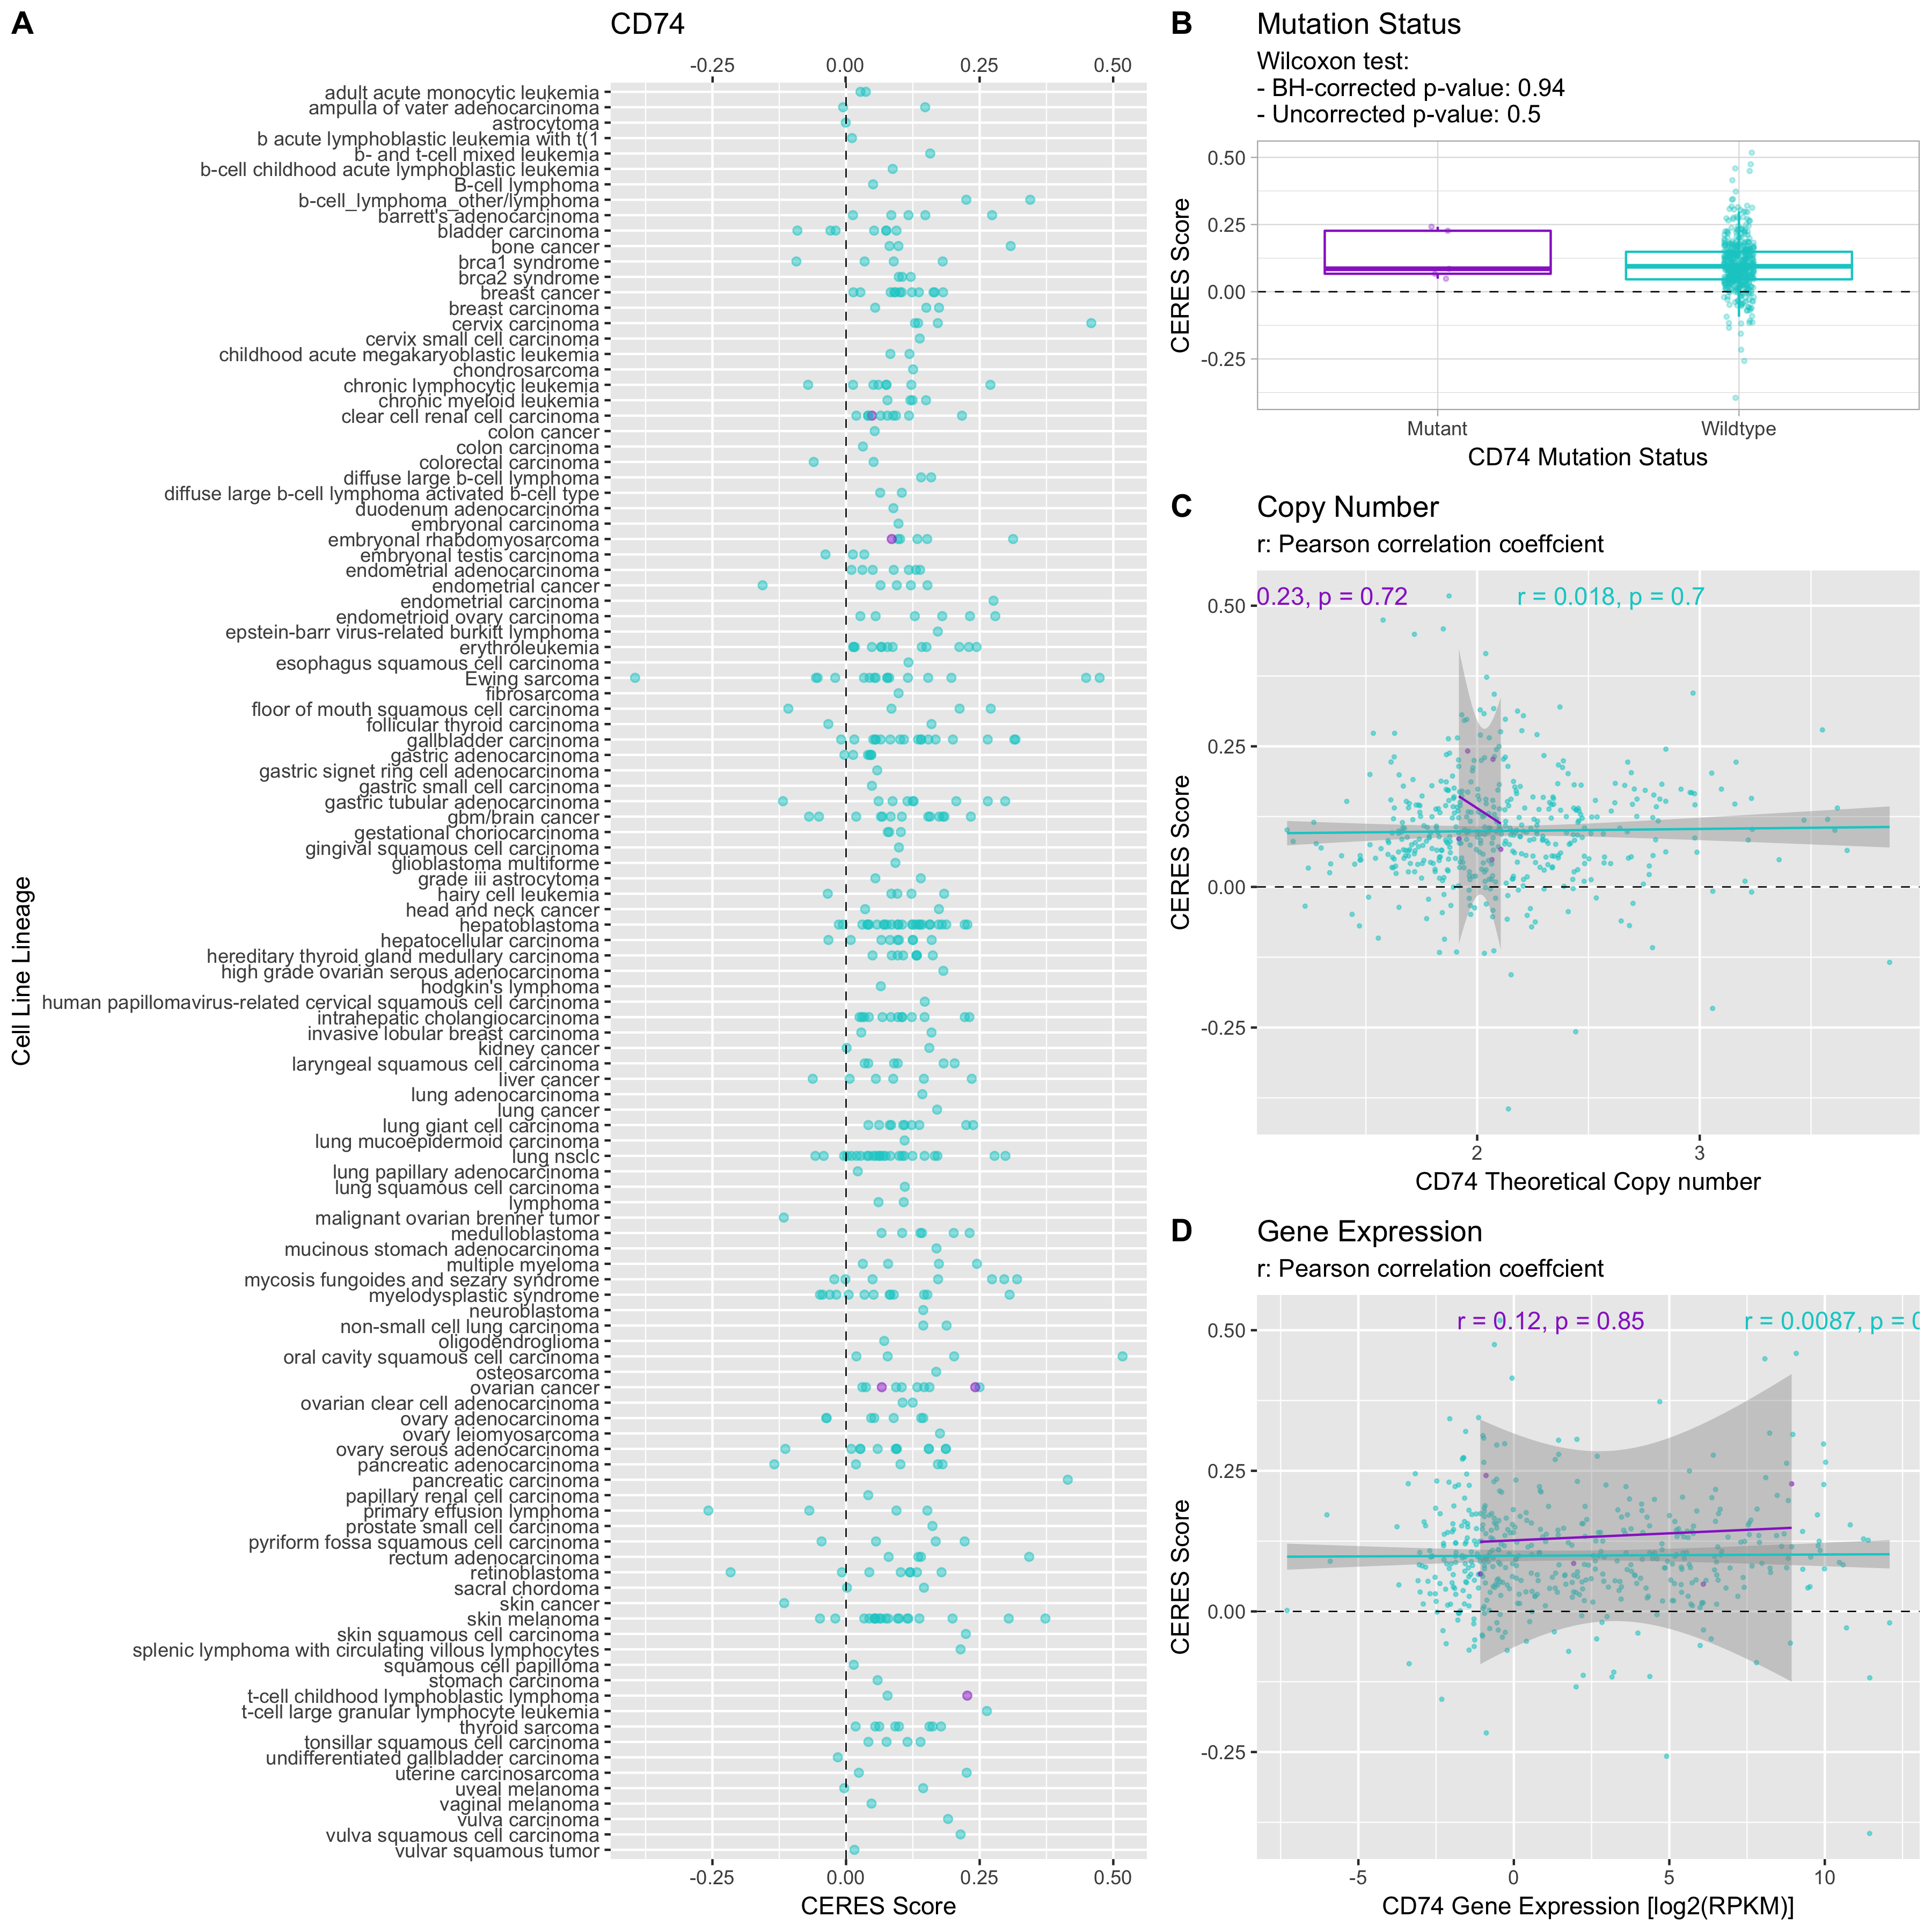 A
CD74
-0.25 0.00 0.25 0.50
Cell Line Lineage
adult acute monocytic leukemia
ampulla of vater adenocarcinoma
astrocytoma
b acute lymphoblastic leukemia with t(1
b- and t-cell mixed leukemia
b-cell childhood acute lymphoblastic leukemia
B-cell lymphoma
b-cell_lymphoma_other/lymphoma
barrett's adenocarcinoma
bladder carcinoma
bone cancer
brca1 syndrome
brca2 syndrome
breast cancer
breast carcinoma
cervix carcinoma
cervix small cell carcinoma
childhood acute megakaryoblastic leukemia
chondrosarcoma
chronic lymphocytic leukemia
chronic myeloid leukemia
clear cell renal cell carcinoma
colon cancer
colon carcinoma
colorectal carcinoma
diffuse large b-cell lymphoma
diffuse large b-cell lymphoma activated b-cell type
duodenum adenocarcinoma
embryonal carcinoma
embryonal rhabdomyosarcoma
embryonal testis carcinoma
endometrial adenocarcinoma
endometrial cancer
endometrial carcinoma
endometrioid ovary carcinoma
epstein-barr virus-related burkitt lymphoma
erythroleukemia
esophagus squamous cell carcinoma
Ewing sarcoma
fibrosarcoma
floor of mouth squamous cell carcinoma
follicular thyroid carcinoma
gallbladder carcinoma
gastric adenocarcinoma
gastric signet ring cell adenocarcinoma
gastric small cell carcinoma
gastric tubular adenocarcinoma
gbm/brain cancer
gestational choriocarcinoma
gingival squamous cell carcinoma
glioblastoma multiforme
grade iii astrocytoma
hairy cell leukemia
head and neck cancer
hepatoblastoma
hepatocellular carcinoma
hereditary thyroid gland medullary carcinoma
high grade ovarian serous adenocarcinoma
hodgkin's lymphoma
human papillomavirus-related cervical squamous cell carcinoma
intrahepatic cholangiocarcinoma
invasive lobular breast carcinoma
kidney cancer
laryngeal squamous cell carcinoma
liver cancer
lung adenocarcinoma
lung cancer
lung giant cell carcinoma
lung mucoepidermoid carcinoma
lung nsclc
lung papillary adenocarcinoma
lung squamous cell carcinoma
lymphoma
malignant ovarian brenner tumor
medulloblastoma
mucinous stomach adenocarcinoma
multiple myeloma
mycosis fungoides and sezary syndrome
myelodysplastic syndrome
neuroblastoma
non-small cell lung carcinoma
oligodendroglioma
oral cavity squamous cell carcinoma
osteosarcoma
ovarian cancer
ovarian clear cell adenocarcinoma
ovary adenocarcinoma
ovary leiomyosarcoma
ovary serous adenocarcinoma
pancreatic adenocarcinoma
pancreatic carcinoma
papillary renal cell carcinoma
primary effusion lymphoma
prostate small cell carcinoma
pyriform fossa squamous cell carcinoma
rectum adenocarcinoma
retinoblastoma
sacral chordoma
skin cancer
skin melanoma
skin squamous cell carcinoma
splenic lymphoma with circulating villous lymphocytes
squamous cell papilloma
stomach carcinoma
t-cell childhood lymphoblastic lymphoma
t-cell large granular lymphocyte leukemia
thyroid sarcoma
tonsillar squamous cell carcinoma
undifferentiated gallbladder carcinoma
uterine carcinosarcoma
uveal melanoma
vaginal melanoma
vulva carcinoma
vulva squamous cell carcinoma
vulvar squamous tumor
-0.25 0.00 0.25 0.50
CERES Score
B
Mutation Status
Wilcoxon test:
- BH-corrected p-value: 0.94
- Uncorrected p-value: 0.5
CERES Score
0.50
0.25
0.00
-0.25
Mutant Wildtype
CD74 Mutation Status
C
Copy Number
r: Pearson correlation coeffcient
0.23, p = 0.72 r = 0.018, p = 0.7
CERES Score
0.50
0.25
0.00
-0.25
2 3
CD74 Theoretical Copy number
D
Gene Expression
r: Pearson correlation coeffcient
r = 0.12, p = 0.85 r = 0.0087, p = 0
CERES Score
0.50
0.25
0.00
-0.25
-5 0 5 10
CD74 Gene Expression [log2(RPKM)]